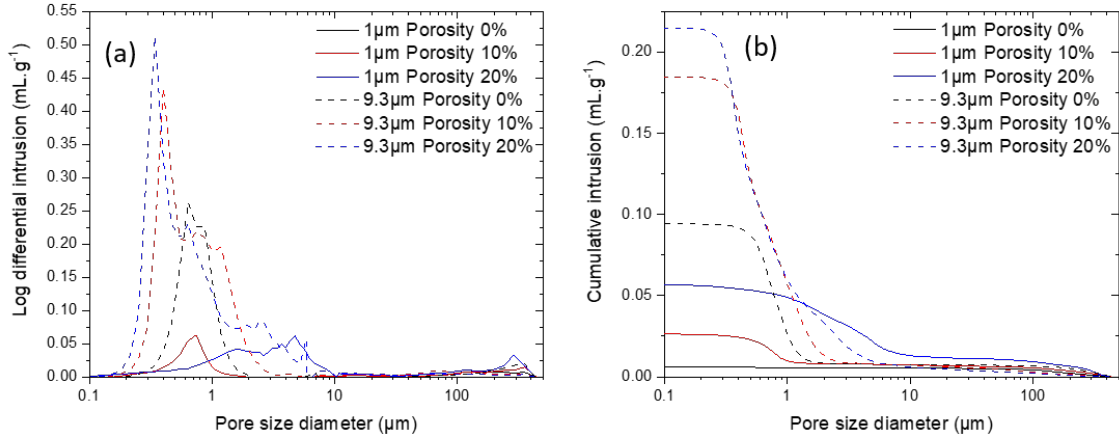 (a)
1µm Porosity 0%
1µm Porosity 10%
1µm Porosity 20%
9.3µm Porosity 0%
9.3µm Porosity 10%
9.3µm Porosity 20%
Log differential intrusion (mL.g-1)
0.55
0.50
0.45
0.40
0.35
0.30
0.25
0.20
0.15
0.10
0.05
0.00
0.1
1
10
100
Pore size diameter (µm)
(b)
1µm Porosity 0%
1µm Porosity 10%
1µm Porosity 20%
9.3µm Porosity 0%
9.3µm Porosity 10%
9.3µm Porosity 20%
Cumulative intrusion (mL.g-1)
0.20
0.15
0.10
0.05
0.00
0.1
1
10
100
Pore size diameter (µm)